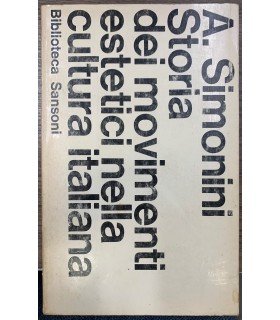 A. Simonini
Storia
dei movimenti
estetici nella
cultura italiana
Biblioteca Sansoni